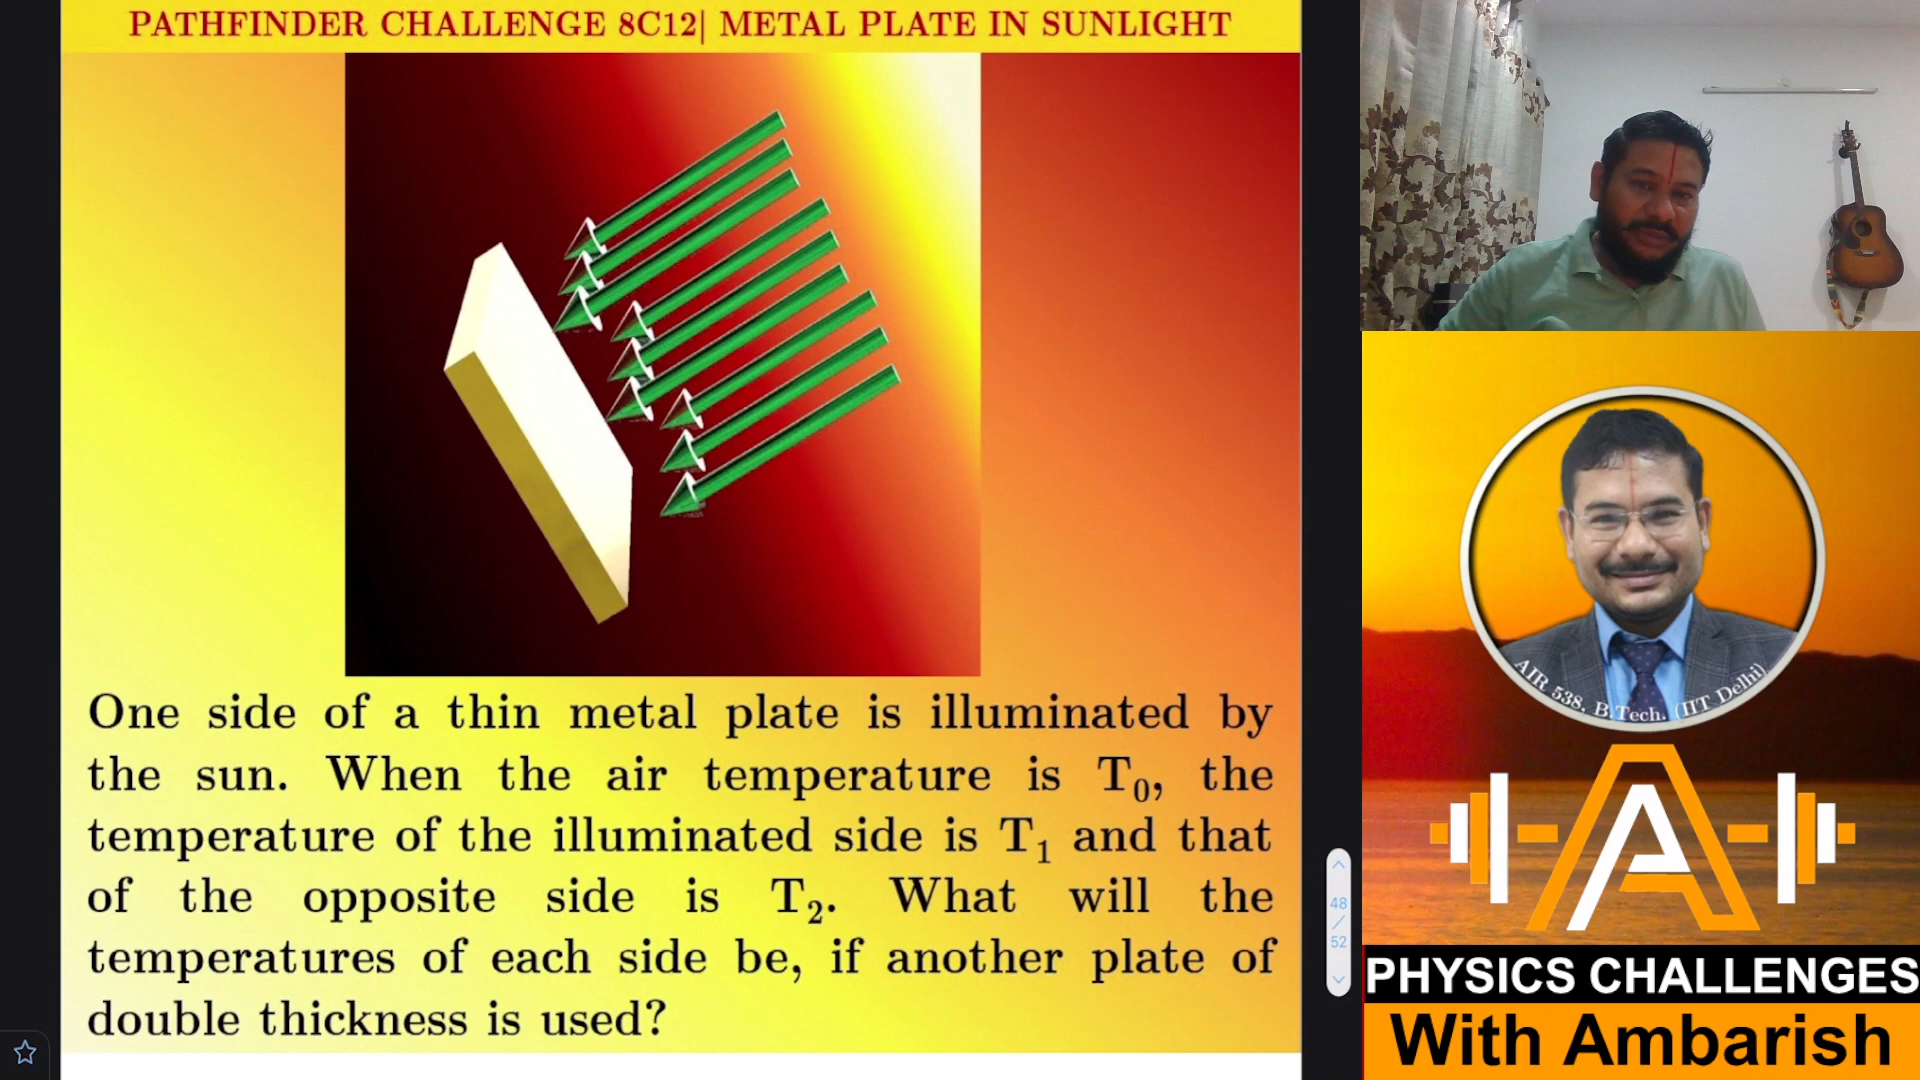 PATHFINDER CHALLENGE 8C12| METAL PLATE IN SUNLIGHT
One side of a thin metal plate is illuminated by
the sun. When the air temperature is T₀, the
temperature of the illuminated side is T₁ and that
of the opposite side is T₂. What will the
temperatures of each side be, if another plate of
double thickness is used?
48
/
52
AIR 538, B.Tech. (IIT Delhi)
A
PHYSICS CHALLENGES
With Ambarish